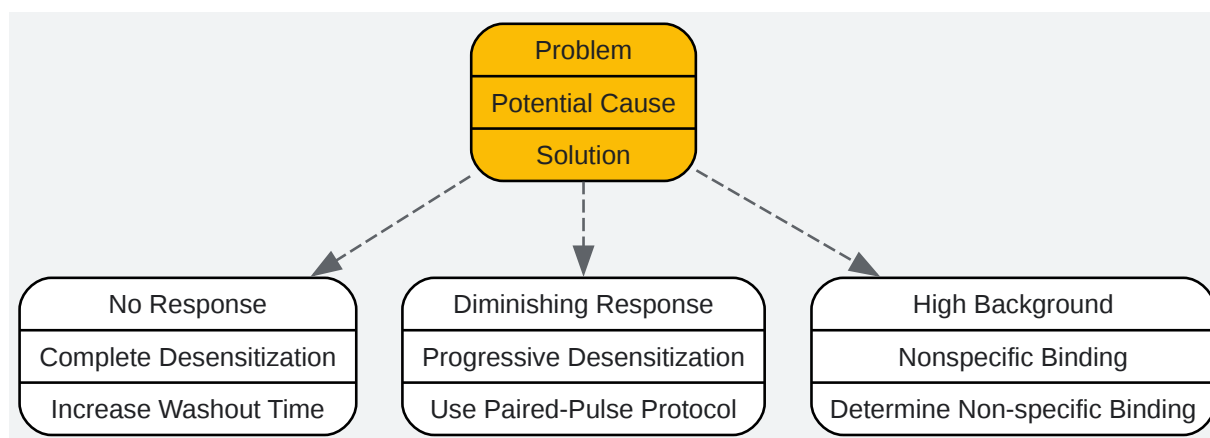 Problem
Potential Cause
Solution
No Response
Complete Desensitization
Increase Washout Time
Diminishing Response
Progressive Desensitization
Use Paired-Pulse Protocol
High Background
Nonspecific Binding
Determine Non-specific Binding